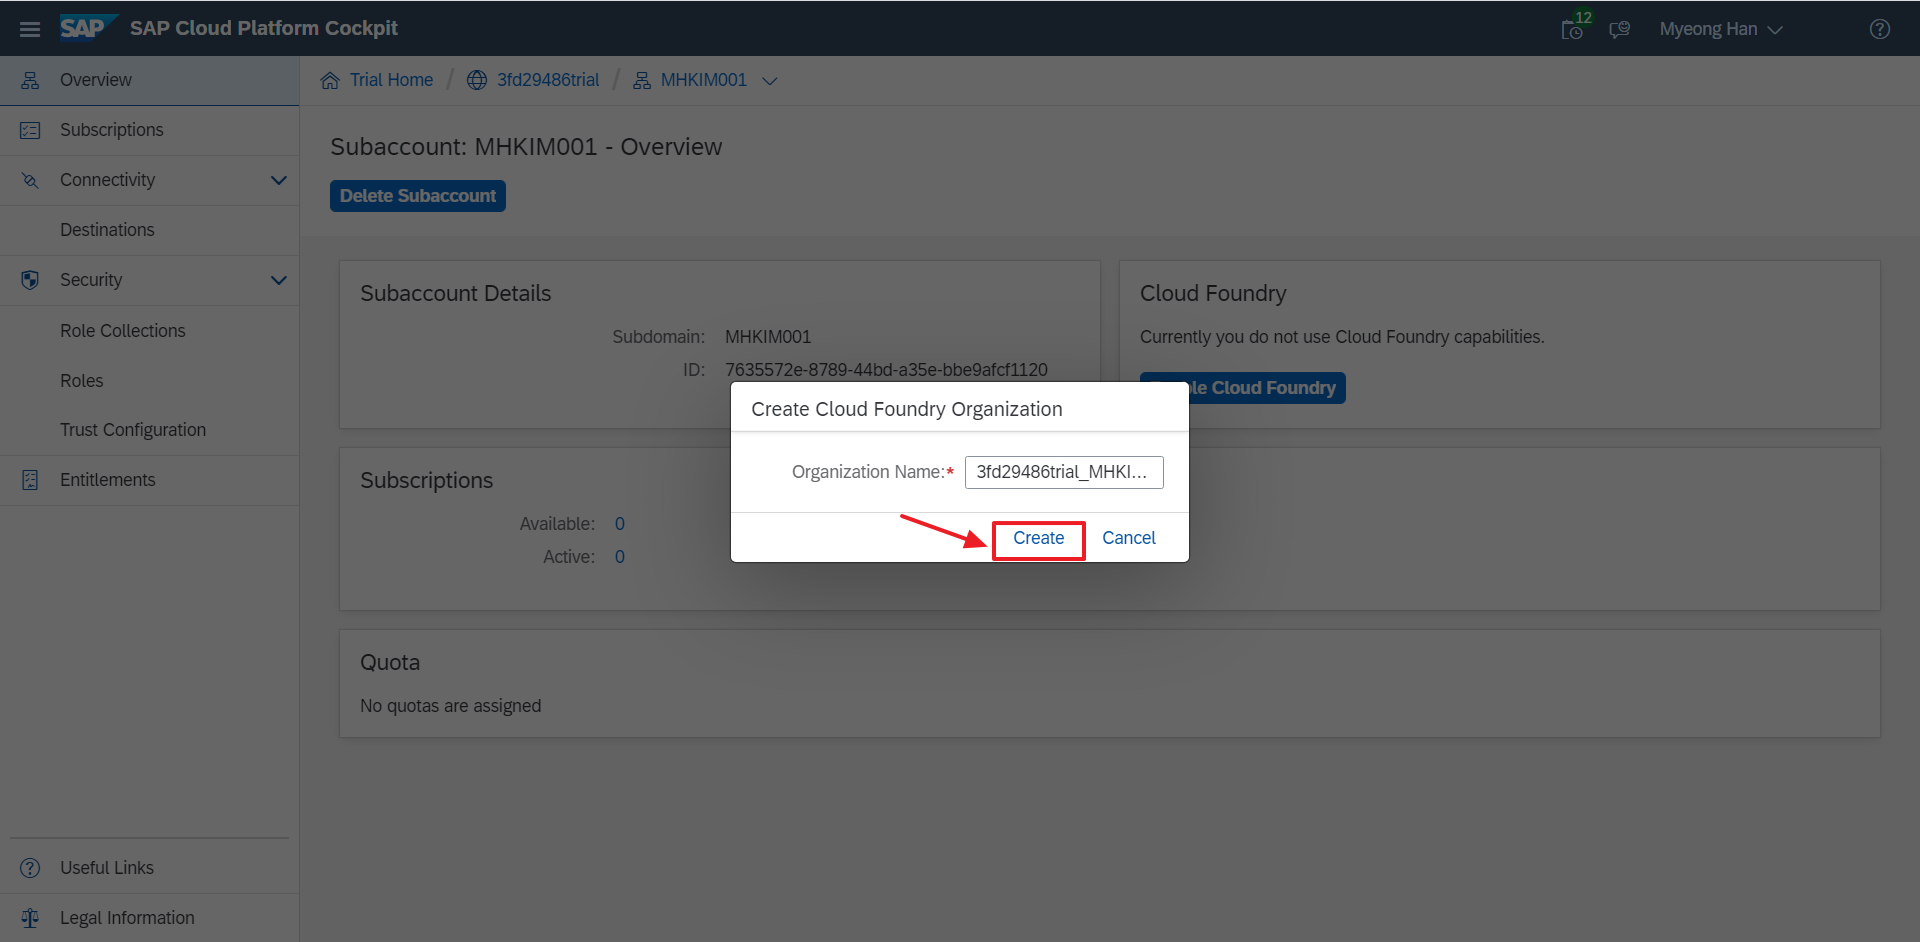 SAP SAP Cloud Platform Cockpit
12
Myeong Han
Overview
Subscriptions
Connectivity
Destinations
Security
Role Collections
Roles
Trust Configuration
Entitlements
Useful Links
Legal Information
Trial Home / 3fd29486trial / MHKIM001
Subaccount: MHKIM001 - Overview
Delete Subaccount
Subaccount Details
Subdomain: MHKIM001
ID: 7635572e-8789-44bd-a35e-bbe9afcf1120
Cloud Foundry
Currently you do not use Cloud Foundry capabilities.
Cloud Foundry
Create Cloud Foundry Organization
Organization Name:* 3fd29486trial_MHKI...
Create Cancel
Subscriptions
Available: 0
Active: 0
Quota
No quotas are assigned